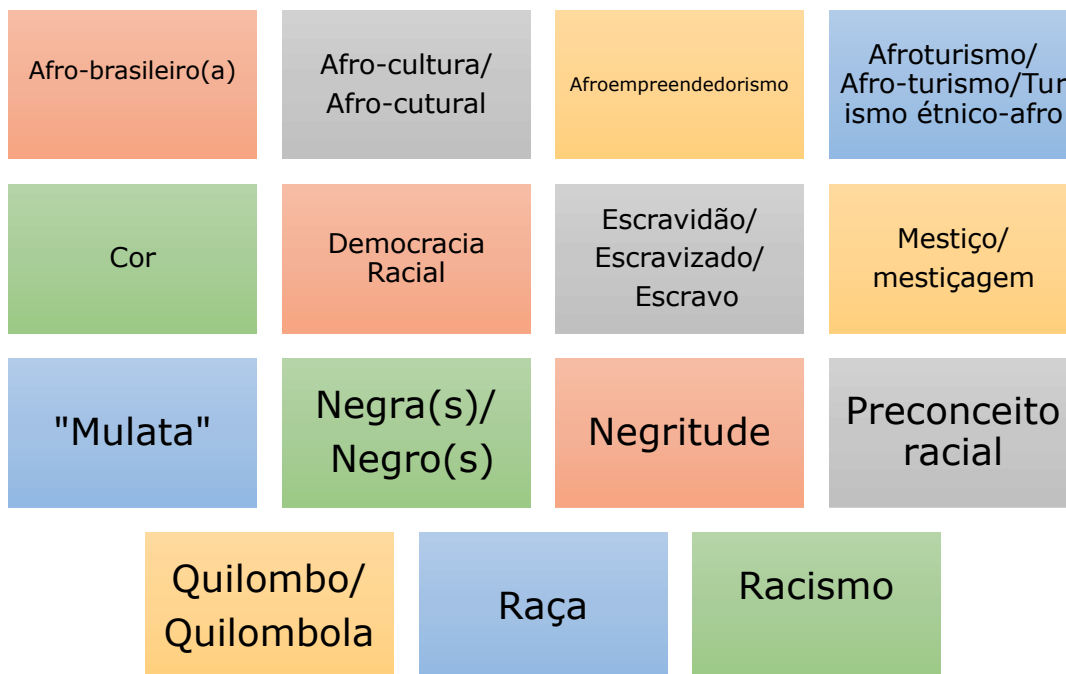 Afro-brasileiro(a)
Afro-cultura/
Afro-cutural
Afroempreendedorismo
Afroturismo/
Afro-turismo/Tur
ismo étnico-afro
Cor
Democracia
Racial
Escravidão/
Escravizado/
Escravo
Mestiço/
mestiçagem
"Mulata"
Negra(s)/
Negro(s)
Negritude
Preconceito
racial
Quilombo/
Quilombola
Raça
Racismo